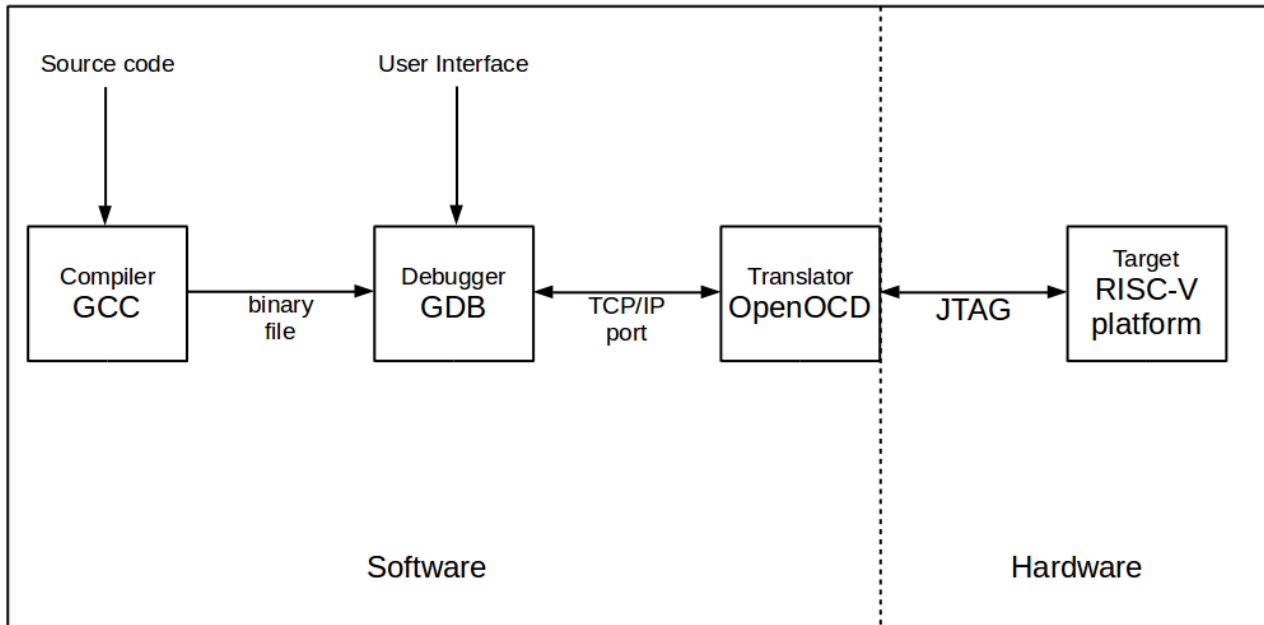 Source code
User Interface
Compiler
GCC
binary
file
Debugger
GDB
TCP/IP
port
Translator
OpenOCD
JTAG
Target
RISC-V
platform
Software
Hardware